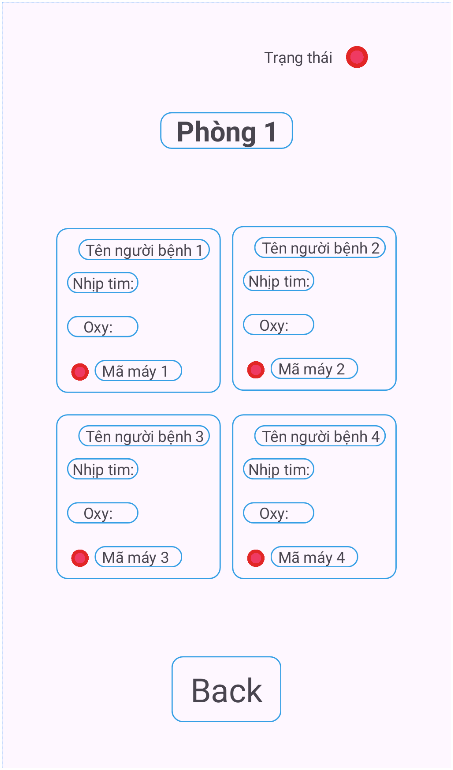 Trạng thái
Phòng 1
Tên người bệnh 1
Nhịp tim:
Oxy:
Mã máy 1
Tên người bệnh 2
Nhịp tim:
Oxy:
Mã máy 2
Tên người bệnh 3
Nhịp tim:
Oxy:
Mã máy 3
Tên người bệnh 4
Nhịp tim:
Oxy:
Mã máy 4
Back